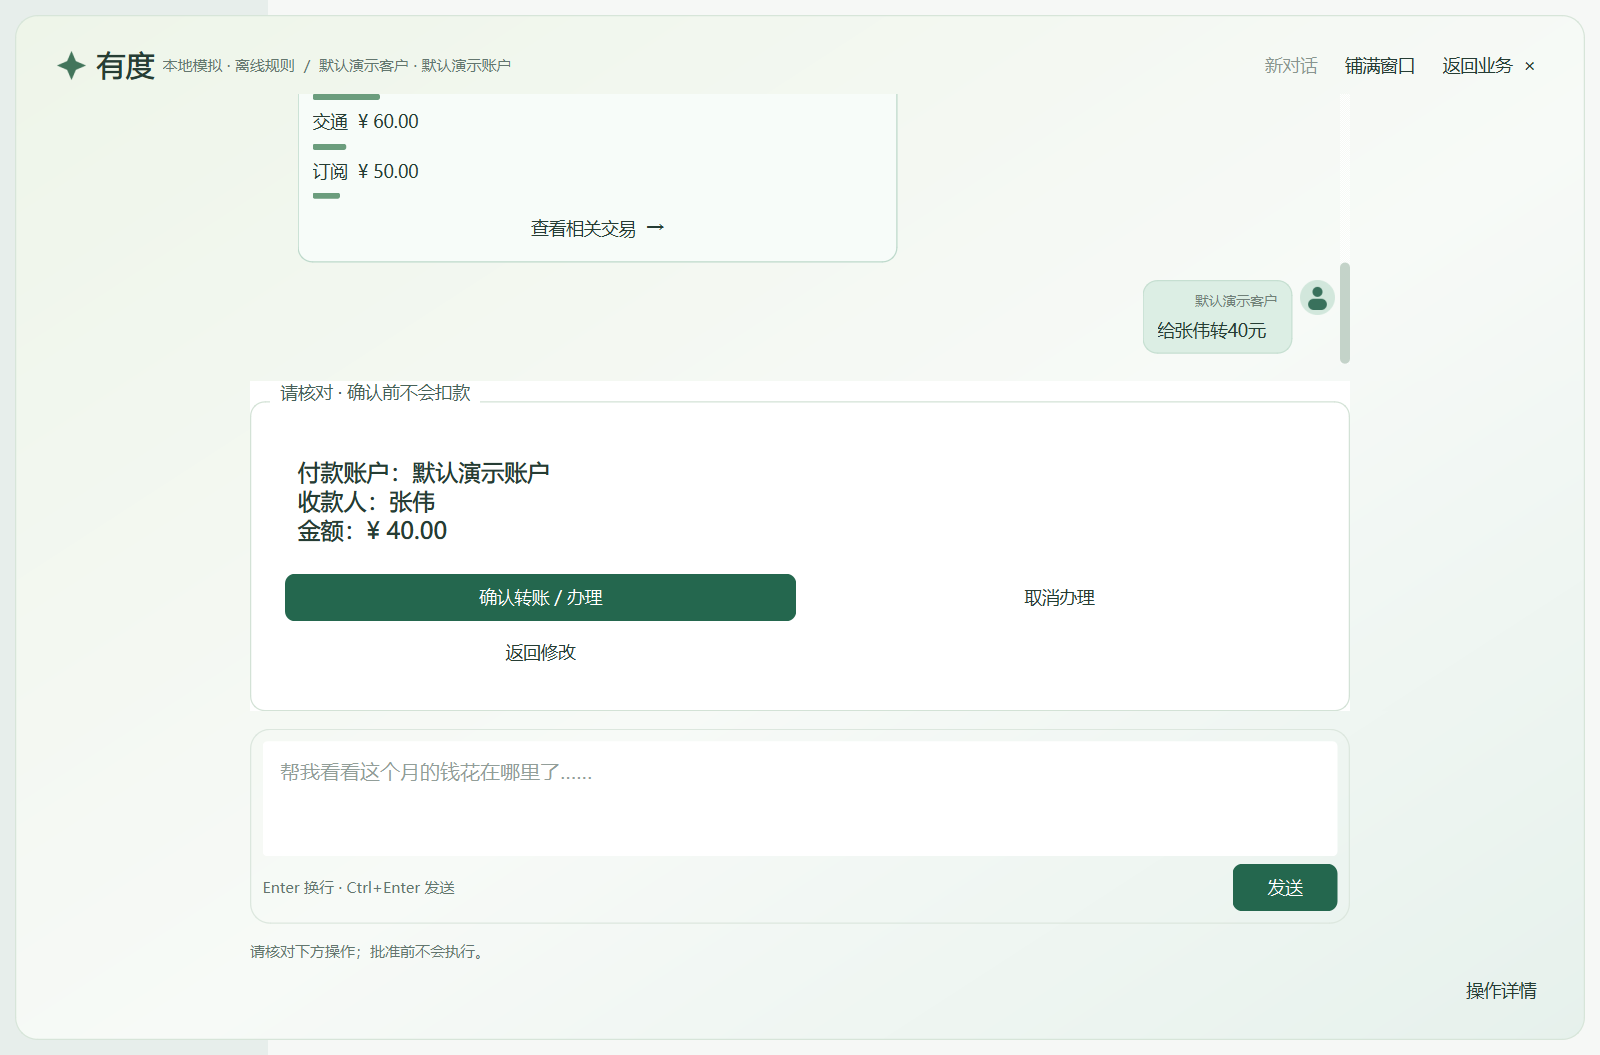 有度 本地模拟 · 离线规则 / 默认演示客户 · 默认演示账户
新对话 铺满窗口 返回业务 ×
交通 ¥ 60.00
订阅 ¥ 50.00
查看相关交易 →
默认演示客户
给张伟转40元
请核对 · 确认前不会扣款
付款账户：默认演示账户
收款人：张伟
金额：¥ 40.00
确认转账 / 办理 取消办理
返回修改
帮我看看这个月的钱花在哪里了……
Enter 换行 · Ctrl+Enter 发送
发送
请核对下方操作；批准前不会执行。
操作详情